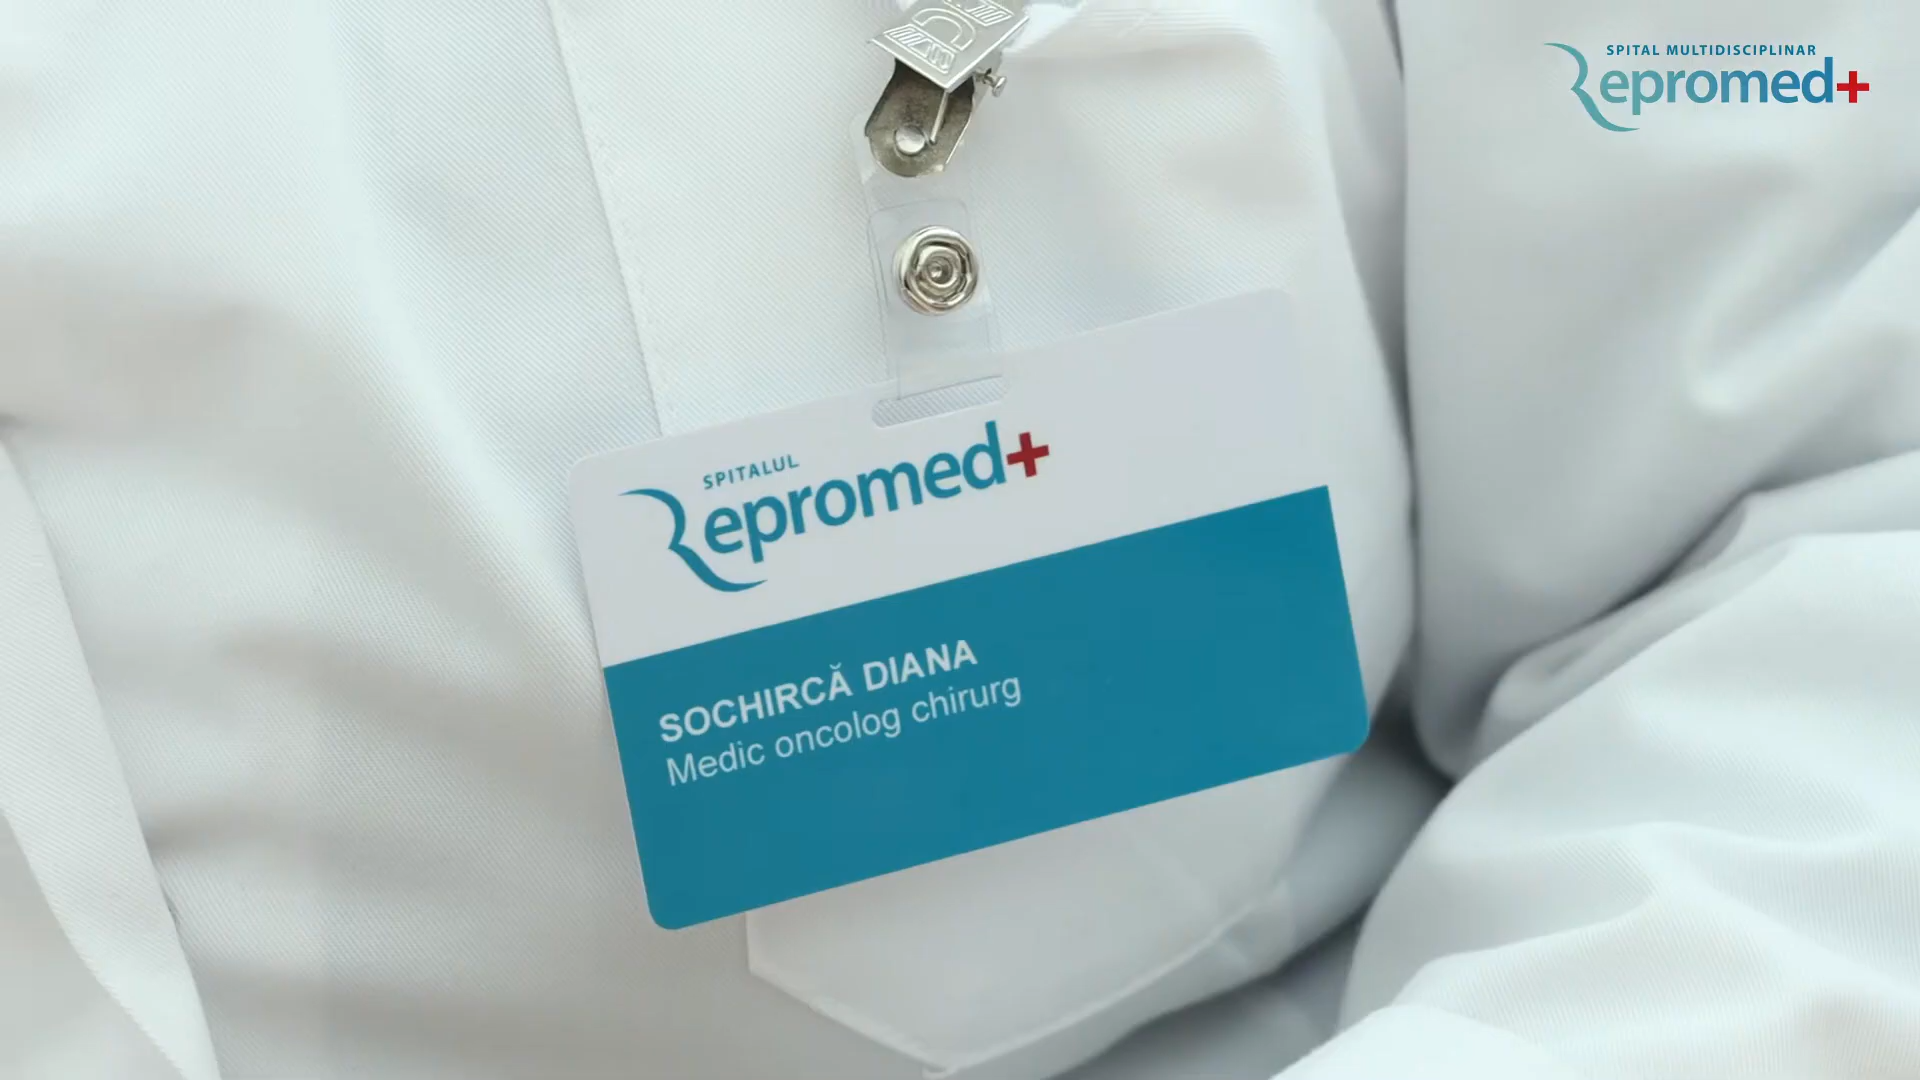 SPITAL MULTIDISCIPLINAR
Repromed+
SPITALUL
Repromed+
SOCHIRCĂ DIANA
Medic oncolog chirurg